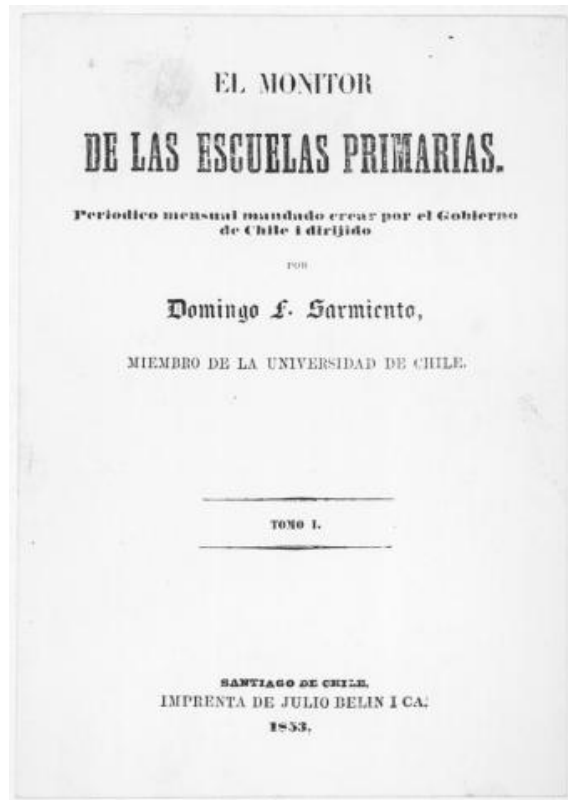 EL MONITOR
DE LAS ESCUELAS PRIMARIAS.
Periodico mensual mandado crear por el Gobierno
de Chile i dirijido
POR
Domingo F. Sarmiento,
MIEMBRO DE LA UNIVERSIDAD DE CHILE.
TOMO I.
SANTIAGO DE CHILE,
IMPRENTA DE JULIO BELIN I CA.
1853.